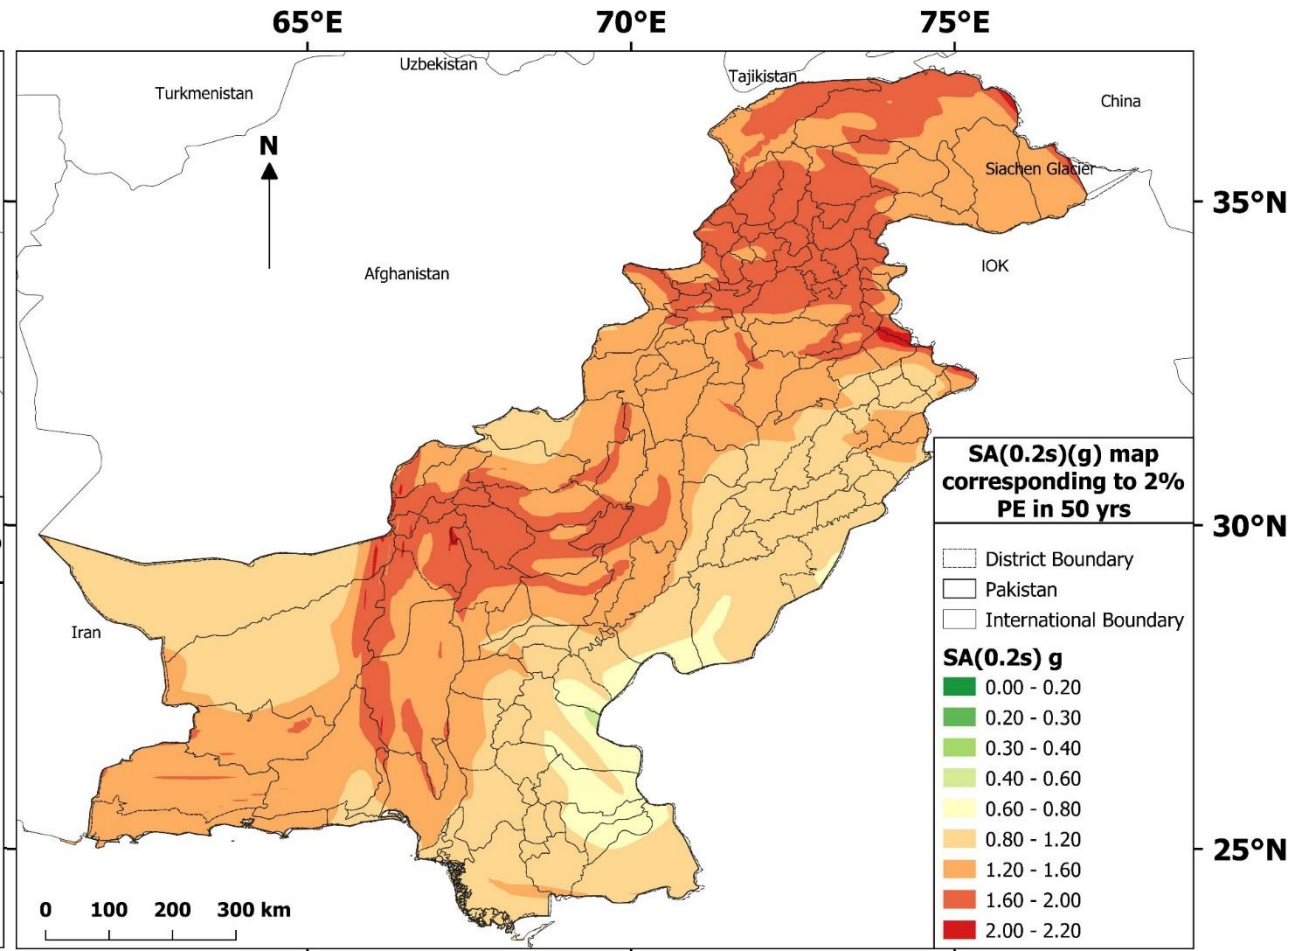 65°E 70°E 75°E
Uzbekistan
Tajikistan
Turkmenistan
China
N
Siachen Glacier
35°N
Afghanistan
IOK
SA(0.2s)(g) map
corresponding to 2%
PE in 50 yrs
30°N
District Boundary
Pakistan
International Boundary
Iran
SA(0.2s) g
0.00 - 0.20
0.20 - 0.30
0.30 - 0.40
0.40 - 0.60
0.60 - 0.80
0.80 - 1.20
25°N
1.20 - 1.60
1.60 - 2.00
2.00 - 2.20
0 100 200 300 km